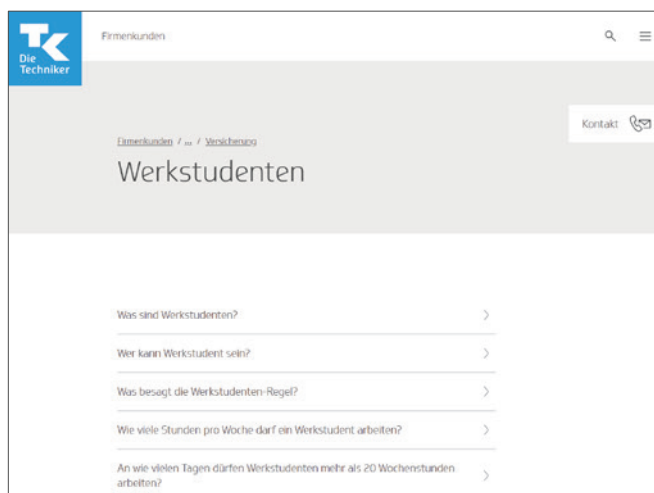 TK
Die
Techniker
Firmenkunden
Kontakt
Firmenkunden / ... / Versicherung
Werkstudenten
Was sind Werkstudenten?
Wer kann Werkstudent sein?
Was besagt die Werkstudenten-Regel?
Wie viele Stunden pro Woche darf ein Werkstudent arbeiten?
An wie vielen Tagen dürfen Werkstudenten mehr als 20 Wochenstunden
arbeiten?